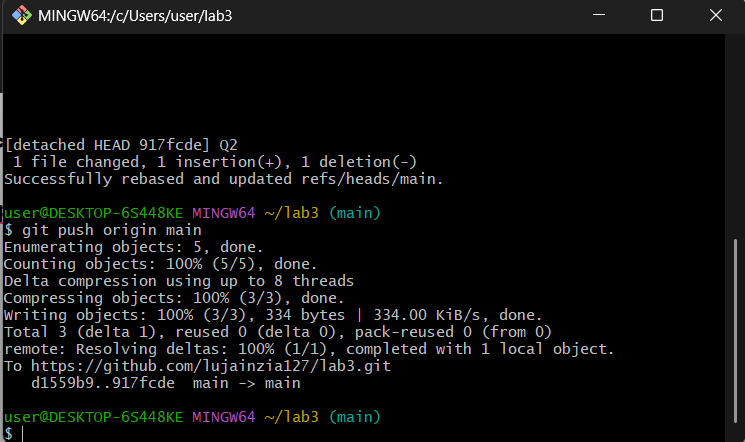 MINGW64:/c/Users/user/lab3
[detached HEAD 917fcde] Q2
 1 file changed, 1 insertion(+), 1 deletion(-)
Successfully rebased and updated refs/heads/main.
user@DESKTOP-6S448KE MINGW64 ~/lab3 (main)
$ git push origin main
Enumerating objects: 5, done.
Counting objects: 100% (5/5), done.
Delta compression using up to 8 threads
Compressing objects: 100% (3/3), done.
Writing objects: 100% (3/3), 334 bytes | 334.00 KiB/s, done.
Total 3 (delta 1), reused 0 (delta 0), pack-reused 0 (from 0)
remote: Resolving deltas: 100% (1/1), completed with 1 local object.
To https://github.com/lujainzia127/lab3.git
   d1559b9..917fcde  main -> main
user@DESKTOP-6S448KE MINGW64 ~/lab3 (main)
$